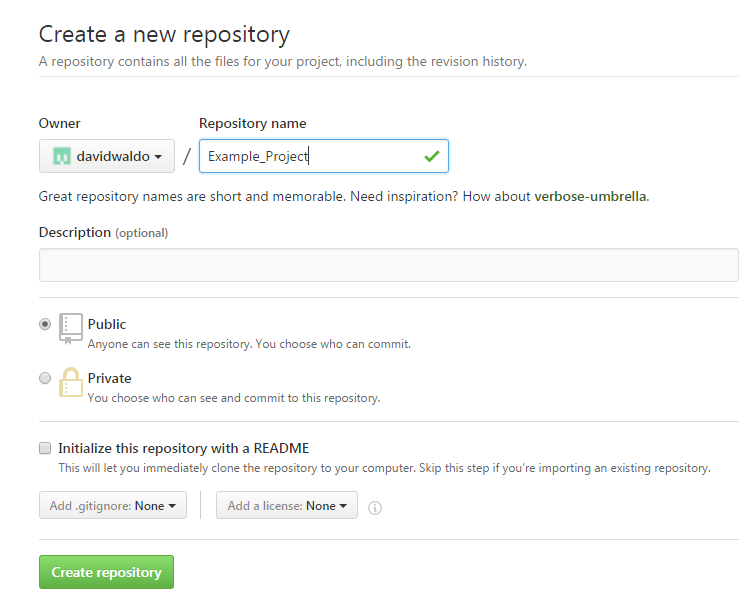 Create a new repository
A repository contains all the files for your project, including the revision history.
Owner Repository name
davidwaldo / Example_Project
Great repository names are short and memorable. Need inspiration? How about verbose-umbrella.
Description (optional)
Public
Anyone can see this repository. You choose who can commit.
Private
You choose who can see and commit to this repository.
Initialize this repository with a README
This will let you immediately clone the repository to your computer. Skip this step if you’re importing an existing repository.
Add .gitignore: None Add a license: None
Create repository